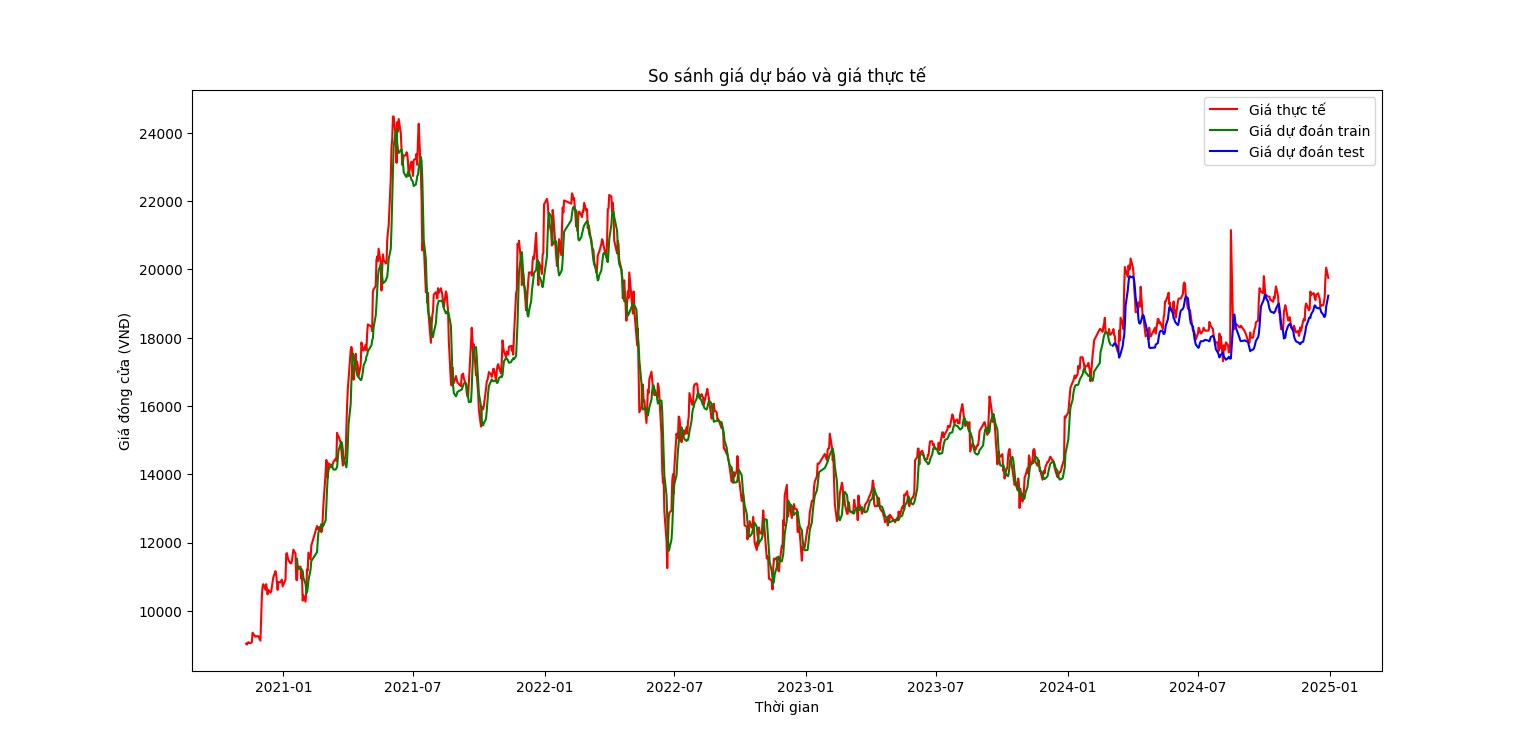 So sánh giá dự báo và giá thực tế
Giá thực tế
Giá dự đoán train
Giá dự đoán test
Giá đóng cửa (VNĐ)
24000
22000
20000
18000
16000
14000
12000
10000
2021-01
2021-07
2022-01
2022-07
2023-01
2023-07
2024-01
2024-07
2025-01
Thời gian